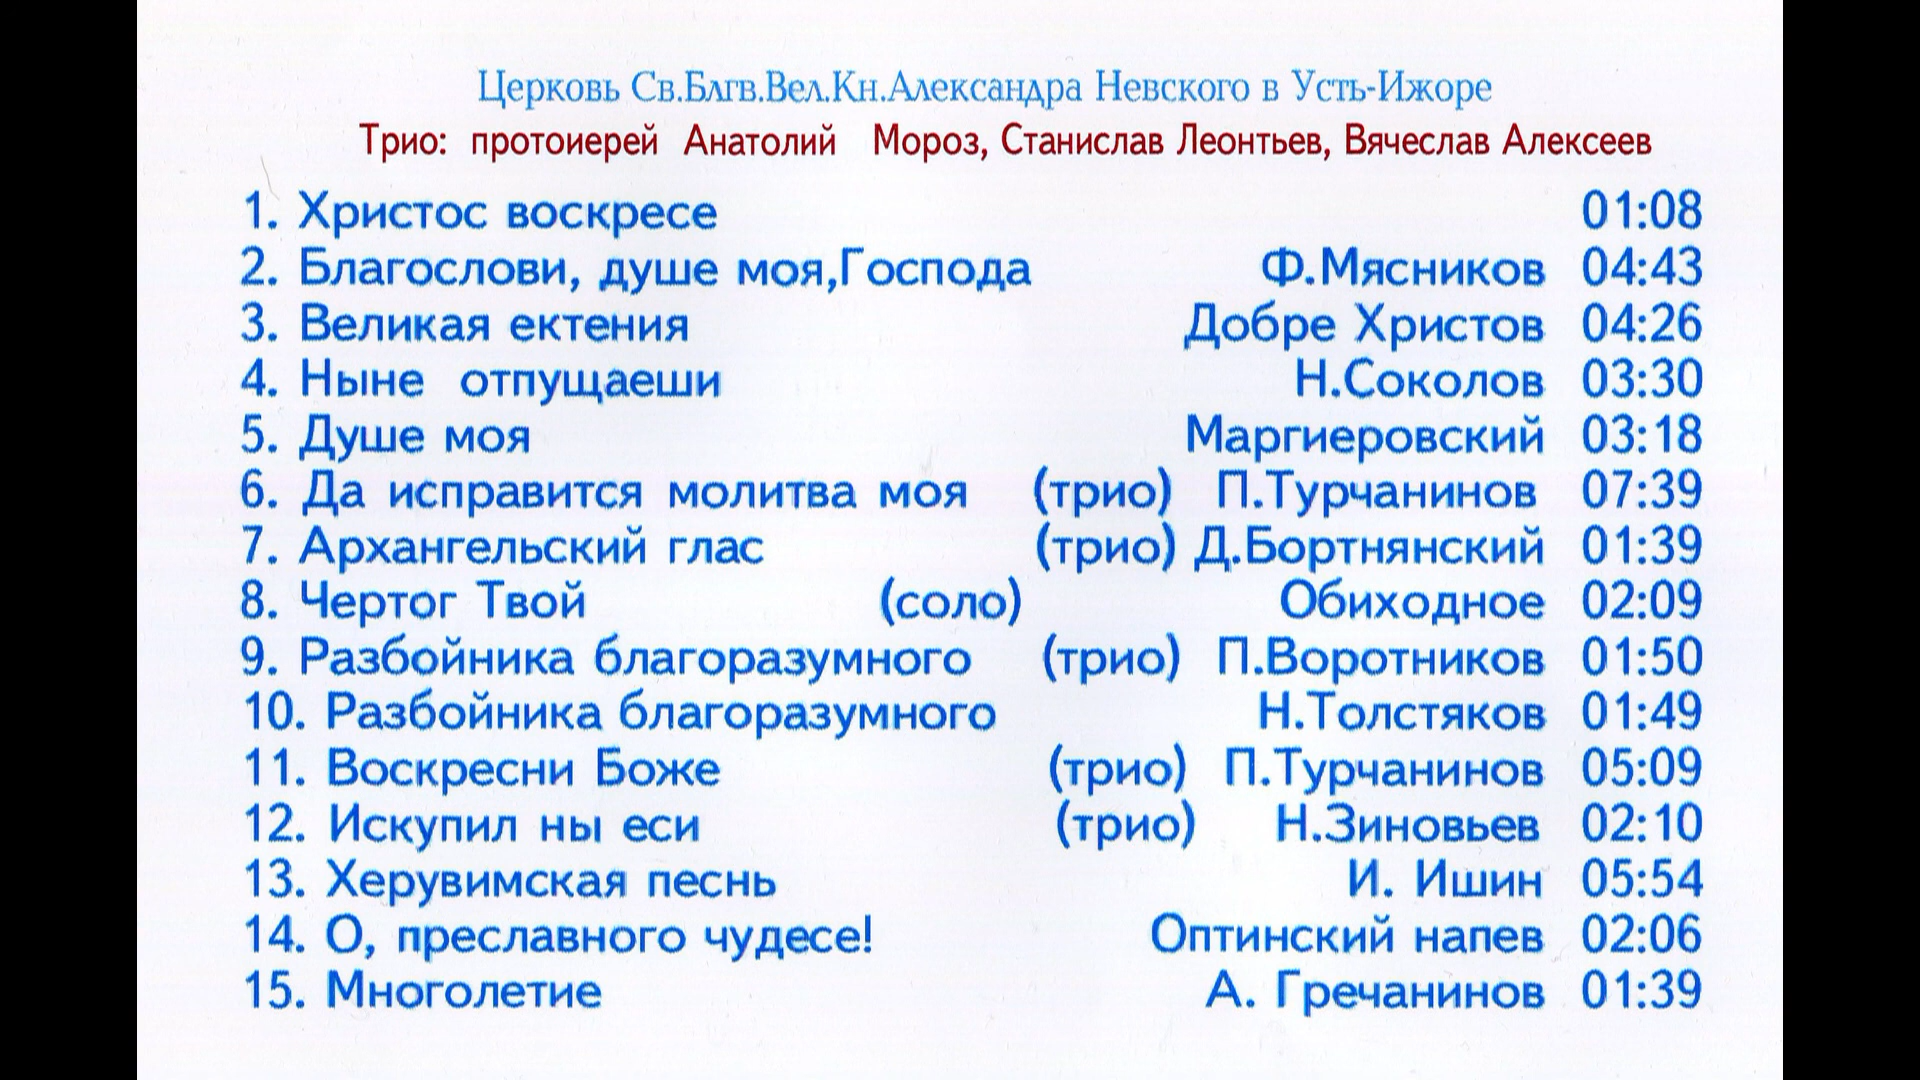 Церковь Св.Блгв.Вел.Кн.Александра Невского в Усть-Ижоре
Трио: протоиерей Анатолий Мороз, Станислав Леонтьев, Вячеслав Алексеев
1. Христос воскресе 01:08
2. Благослови, душе моя,Господа Ф.Мясников 04:43
3. Великая ектения Добре Христов 04:26
4. Ныне отпущаеши Н.Соколов 03:30
5. Душе моя Маргиеровский 03:18
6. Да исправится молитва моя (трио) П.Турчанинов 07:39
7. Архангельский глас (трио) Д.Бортнянский 01:39
8. Чертог Твой (соло) Обиходное 02:09
9. Разбойника благоразумного (трио) П.Воротников 01:50
10. Разбойника благоразумного Н.Толстяков 01:49
11. Воскресни Боже (трио) П.Турчанинов 05:09
12. Искупил ны еси (трио) Н.Зиновьев 02:10
13. Херувимская песнь И. Ишин 05:54
14. О, преславного чудесе! Оптинский напев 02:06
15. Многолетие А. Гречанинов 01:39